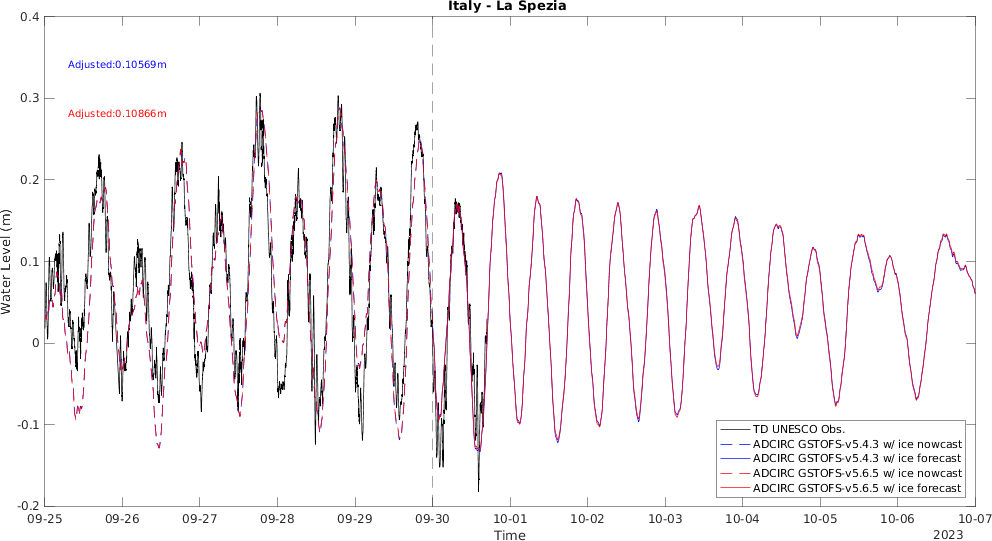 Italy - La Spezia
0.4
Adjusted:0.10569m
0.3
Adjusted:0.10866m
0.2
0.1
0
-0.1
-0.2
Water Level (m)
TD UNESCO Obs.
ADCIRC GSTOFS-v5.4.3 w/ ice nowcast
ADCIRC GSTOFS-v5.4.3 w/ ice forecast
ADCIRC GSTOFS-v5.6.5 w/ ice nowcast
ADCIRC GSTOFS-v5.6.5 w/ ice forecast
09-25 09-26 09-27 09-28 09-29 09-30 10-01 10-02 10-03 10-04 10-05 10-06 10-07
Time
2023